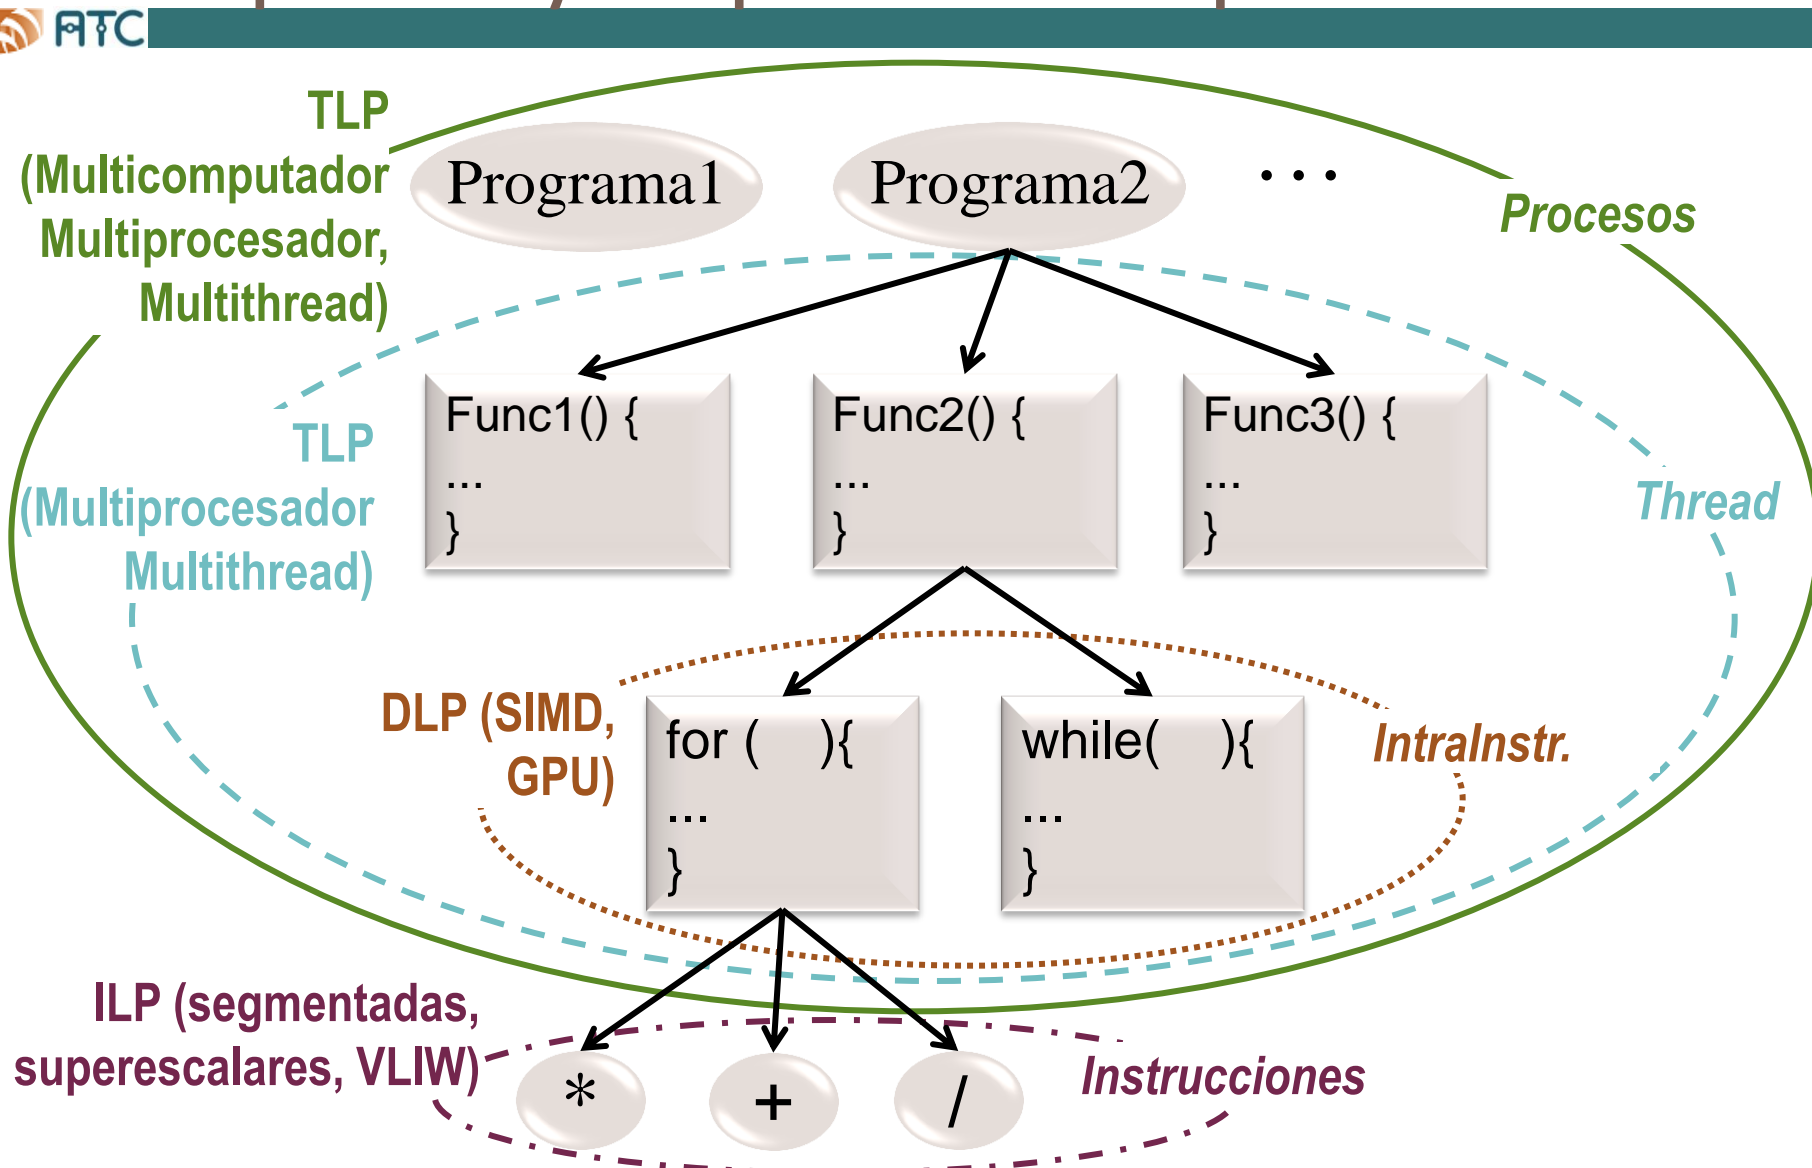 ATC
TLP
(Multicomputador
Multiprocesador,
Multithread)
Programa1
Programa2
...
Procesos
TLP
(Multiprocesador
Multithread)
Func1() {
...
}
Func2() {
...
}
Func3() {
...
}
Thread
DLP (SIMD,
GPU)
for ( ){
...
}
while( ){
...
}
IntraInstr.
ILP (segmentadas,
superescalares, VLIW)
*
+
/
Instrucciones